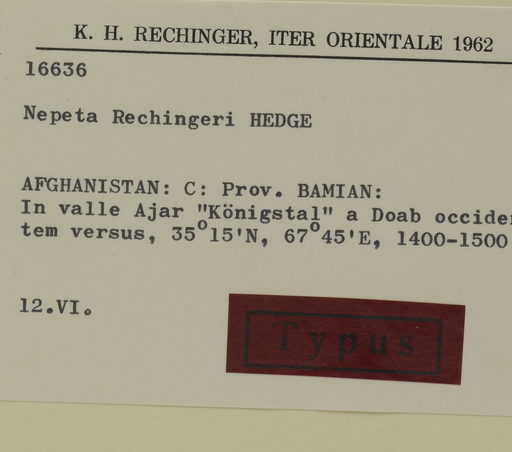 K. H. RECHINGER, ITER ORIENTALE 1962
16636
Nepeta Rechingeri HEDGE
AFGHANISTAN: C: Prov. BAMIAN:
In valle Ajar "Königstal" a Doab occiden
tem versus, 35°15'N, 67°45'E, 1400-1500
12.VI.
Typus